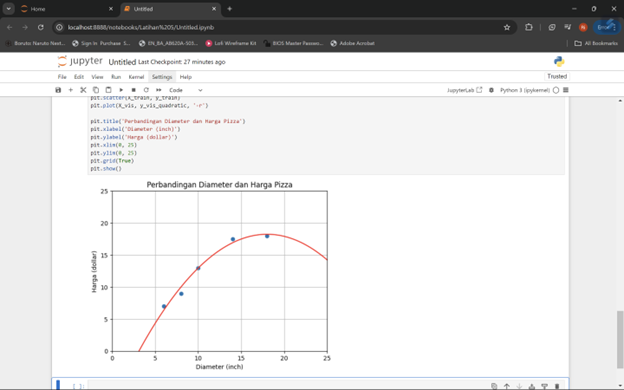 Home
Untitled
localhost:8888/notebooks/Latihan%205/Untitled.ipynb
Boruto: Naruto Next...
Sign In
Purchase S...
LoFi Wireframe Kit
BIOS Master Passwo...
Adobe Acrobat
All Bookmarks
jupyter Untitled Last Checkpoint: 27 minutes ago
File Edit View Run Kernel Settings Help
Trusted
Code
JupyterLab
Python 3 (ipykernel)
plt.scatter(X_train, y_train)
plt.plot(X_vis, y_vis_quadratic, '-r')
plt.title('Perbandingan Diameter dan Harga Pizza')
plt.xlabel('Diameter (inch)')
plt.ylabel('Harga (dollar)')
plt.xlim(0, 25)
plt.ylim(0, 25)
plt.grid(True)
plt.show()
Perbandingan Diameter dan Harga Pizza
25
20
15
10
5
0
Harga (dollar)
0 5 10 15 20 25
Diameter (inch)
[ ]: